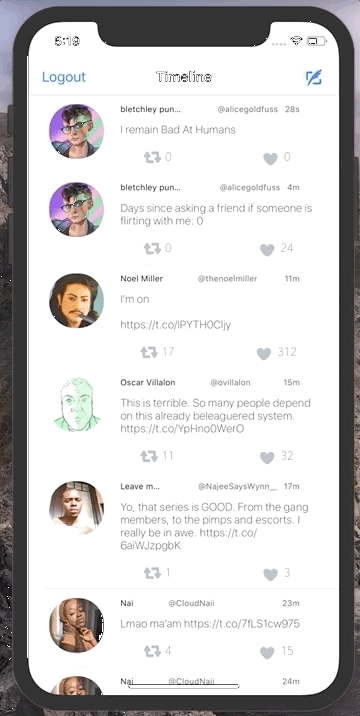 5:19
Logout Timeline
bletchley pun... @alicegoldfuss 28s
I remain Bad At Humans
0 0
bletchley pun... @alicegoldfuss 4m
Days since asking a friend if someone is
flirting with me: 0
0 24
Noel Miller @thenoelmiller 11m
I'm on
https://t.co/lPYTH0CIjy
17 312
Oscar Villalon @ovillalon 15m
This is terrible. So many people depend
on this already beleaguered system.
https://t.co/YpHno0WerO
11 32
Leave m... @NajeeSaysWynn__ 17m
Yo, that series is GOOD. From the gang
members, to the pimps and escorts. I
really be in awe. https://t.co/
6aiWJzpgbK
1 3
Nai @CloudNaii 23m
Lmao ma'am https://t.co/7fLS1cw975
4 15
Nai @CloudNaii 24m